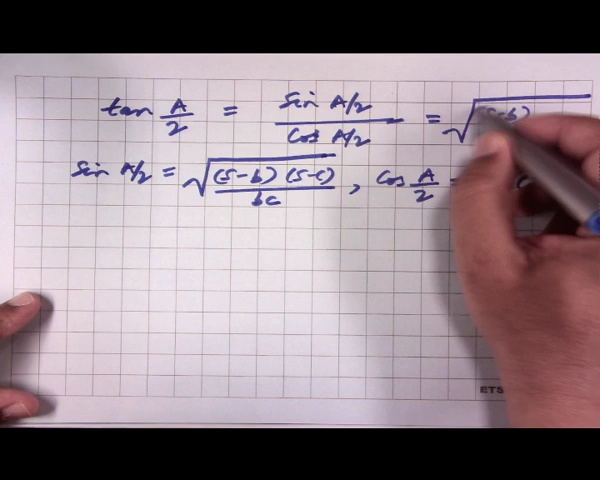 tan A/2 = sin A/2 / cos A/2 = √(s-b)
sin A/2 = √(s-b)(s-c) / bc , cos A/2 =
ETS